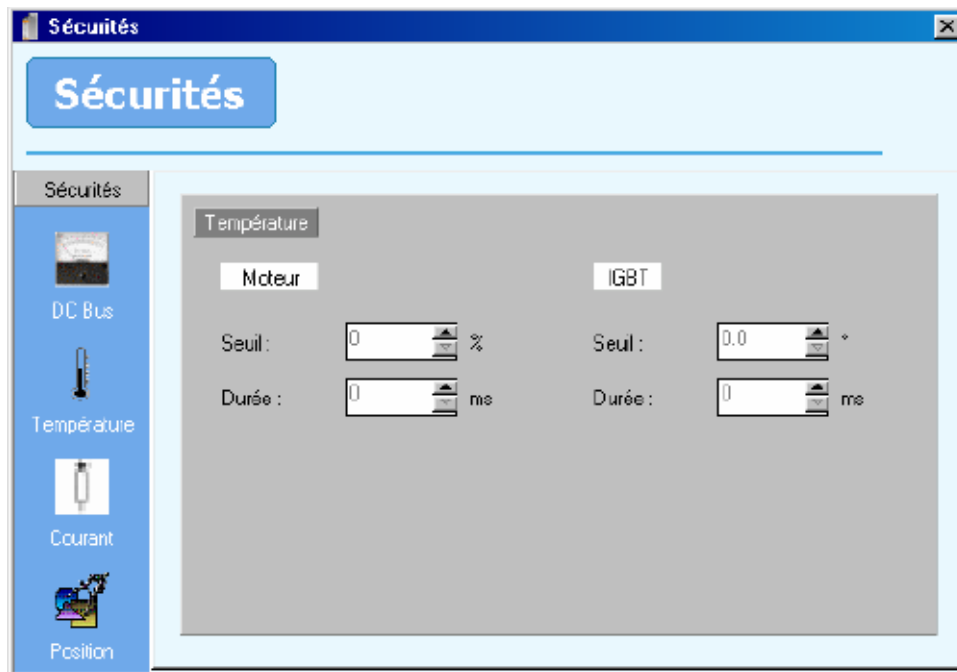 Sécurités
Sécurités
Sécurités
DC Bus
Température
Courant
Position
Température
Moteur
IGBT
Seuil : 0 %
Seuil : 0.0 °
Durée : 0 ms
Durée : 0 ms